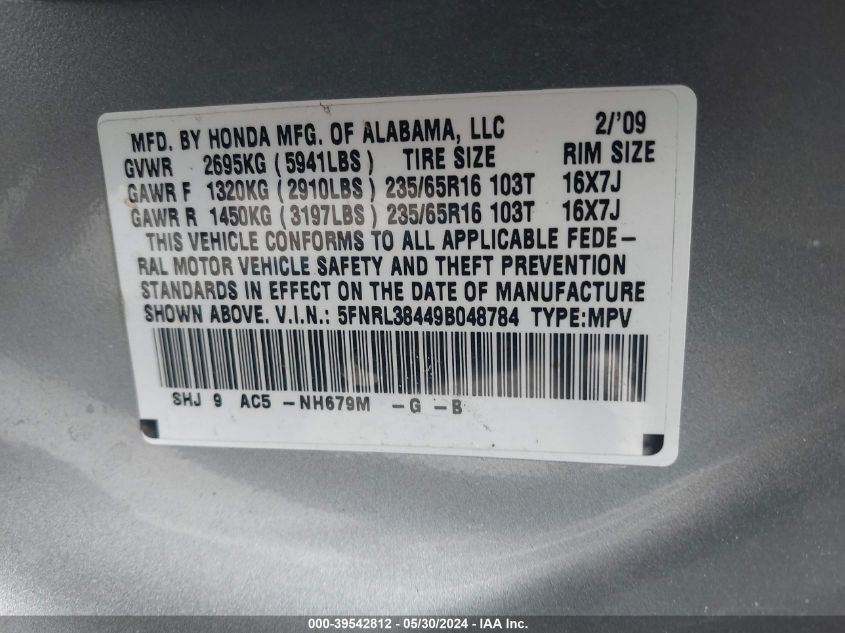 MFD. BY HONDA MFG. OF ALABAMA, LLC 2/'09
GVWR 2695KG (5941LBS) TIRE SIZE RIM SIZE
GAWR F 1320KG (2910LBS) 235/65R16 103T 16X7J
GAWR R 1450KG (3197LBS) 235/65R16 103T 16X7J
THIS VEHICLE CONFORMS TO ALL APPLICABLE FEDE-
RAL MOTOR VEHICLE SAFETY AND THEFT PREVENTION
STANDARDS IN EFFECT ON THE DATE OF MANUFACTURE
SHOWN ABOVE. V.I.N.: 5FNRL38449B048784 TYPE:MPV
SHJ 9 AC5 -NH679M -G -B
000-39542812 - 05/30/2024 - IAAI Inc.